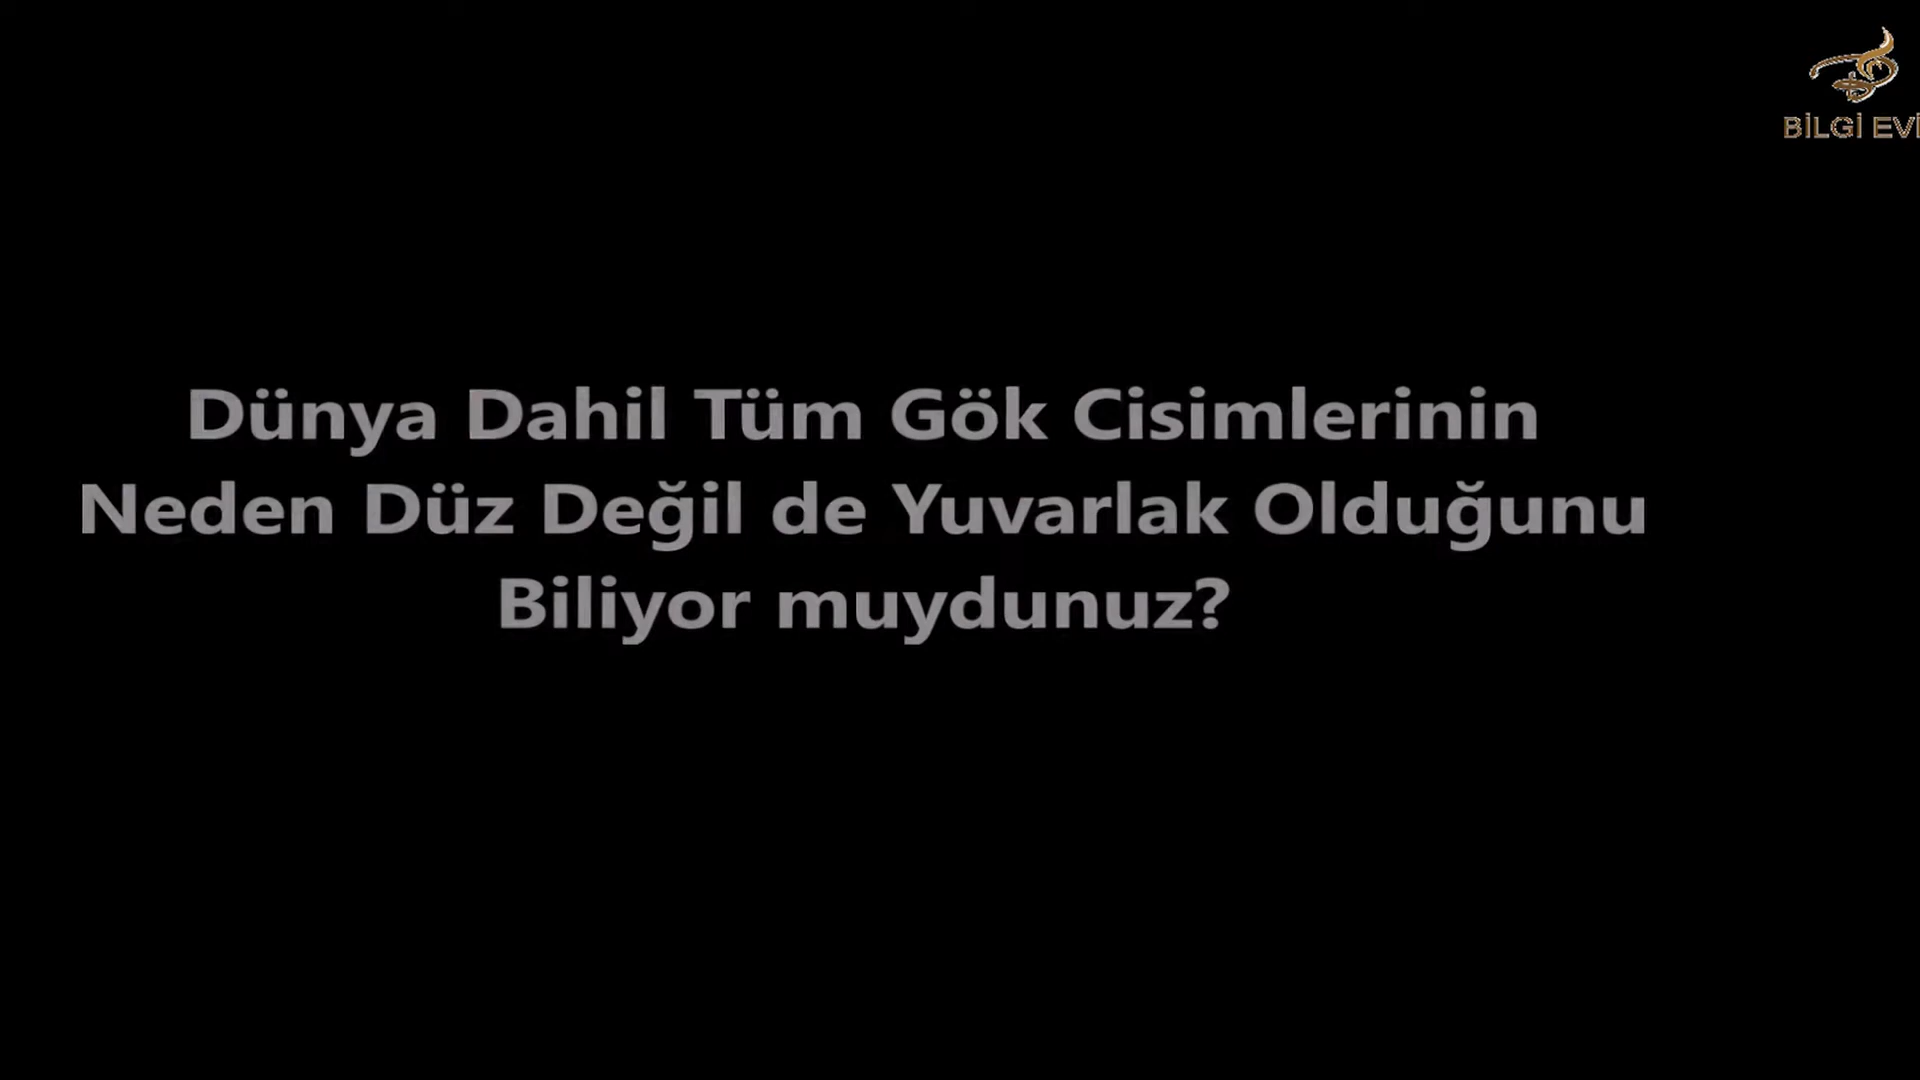 BİLGİ EVİ
Dünya Dahil Tüm Gök Cisimlerinin
Neden Düz Değil de Yuvarlak Olduğunu
Biliyor muydunuz?